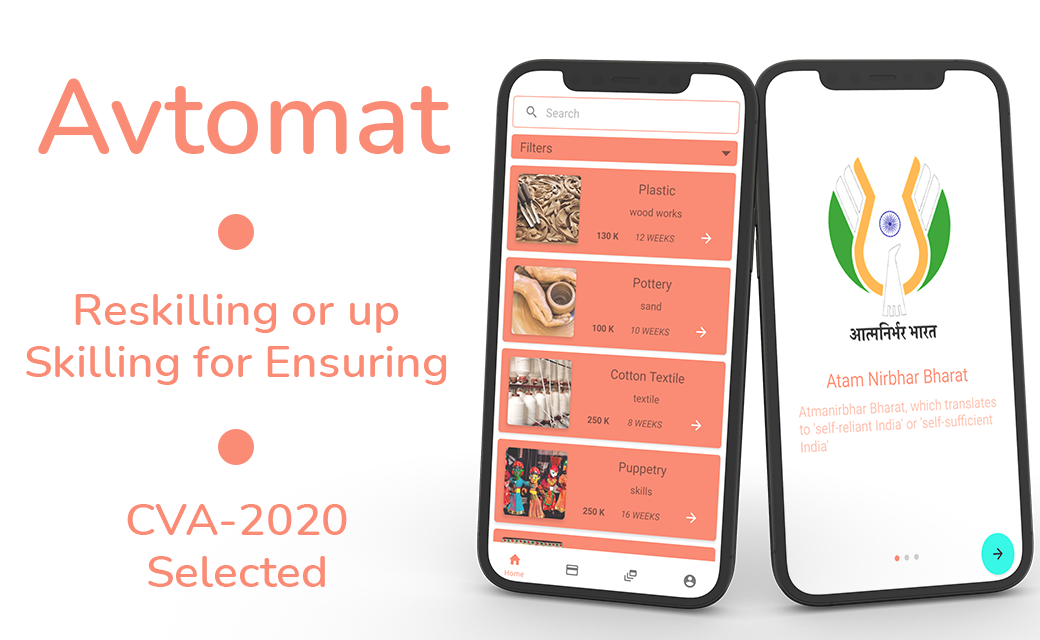 Avtomat
Reskilling or up
Skilling for Ensuring
CVA-2020
Selected
Search
Filters
Plastic
wood works
130 K 12 WEEKS
Pottery
sand
100 K 10 WEEKS
Cotton Textile
textile
250 K 8 WEEKS
Puppetry
skills
250 K 16 WEEKS
Home
आत्मनिर्भर भारत
Atam Nirbhar Bharat
Atmanirbhar Bharat, which translates
to 'self-reliant India' or 'self-sufficient
India'